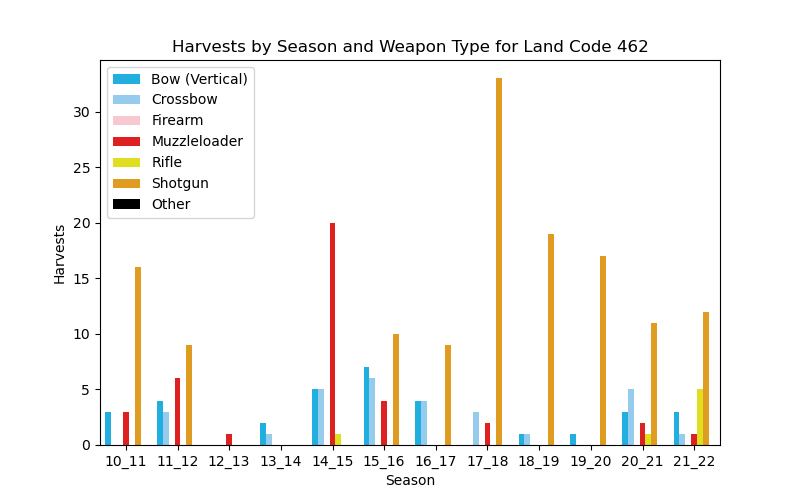 Harvests by Season and Weapon Type for Land Code 462
Bow (Vertical)
Crossbow
Firearm
Muzzleloader
Rifle
Shotgun
Other
30
25
20
15
10
5
0
Harvests
10_11 11_12 12_13 13_14 14_15 15_16 16_17 17_18 18_19 19_20 20_21 21_22
Season